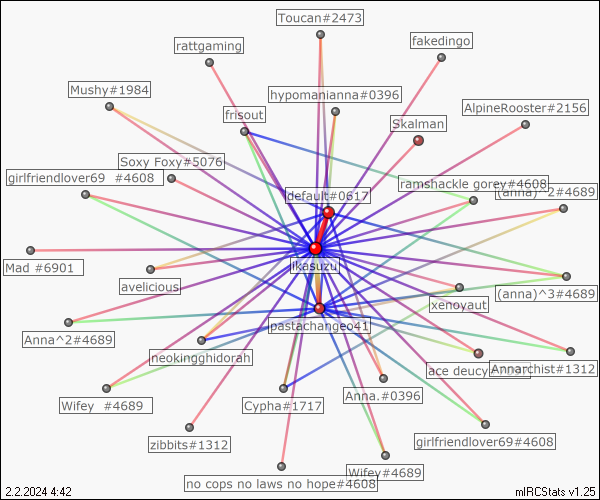 Toucan#2473
rattgaming
fakedingo
Mushy#1984
hypomanianna#0396
AlpineRooster#2156
frisout
Skalman
Soxy Foxy#5076
girlfriendlover69 #4608
default#0617
ramshackle gorey#4608
(anna)^2#4689
Mad #6901
jkasuzu
avelicious
(anna)^3#4689
xenovaut
Anna^2#4689
pastachangeo41
neokingghidorah
ace deucy
Annarchist#1312
Anna.#0396
Wifey #4689
Cypha#1717
zibbits#1312
girlfriendlover69#4608
Wifey#4689
no cops no laws no hope#4608
2.2.2024 4:42
mIRCStats v1.25